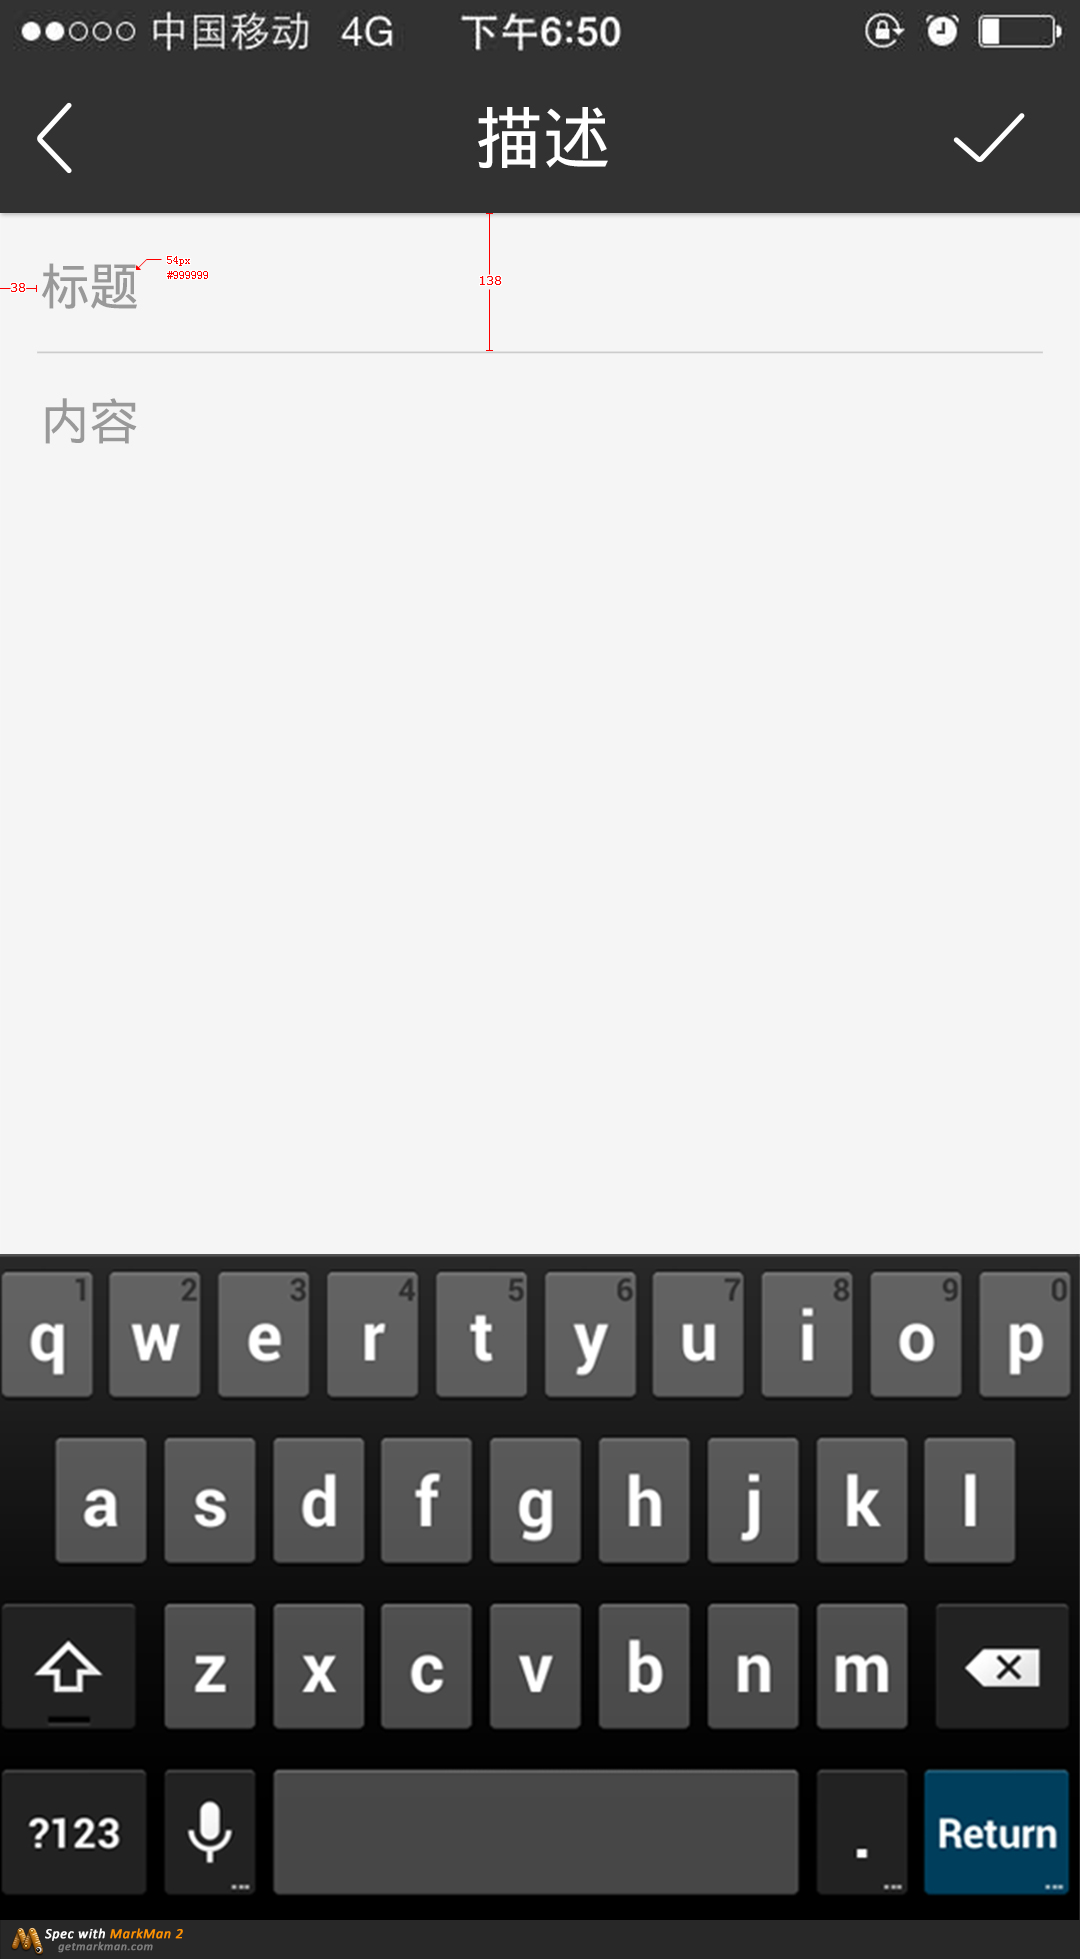 中国移动 4G 下午6:50
描述
54px
#999999
标题
38
138
内容
1 2 3 4 5 6 7 8 9 0
q w e r t y u i o p
a s d f g h j k l
z x c v b n m
?123 . Return
Spec with MarkMan 2
getmarkman.com